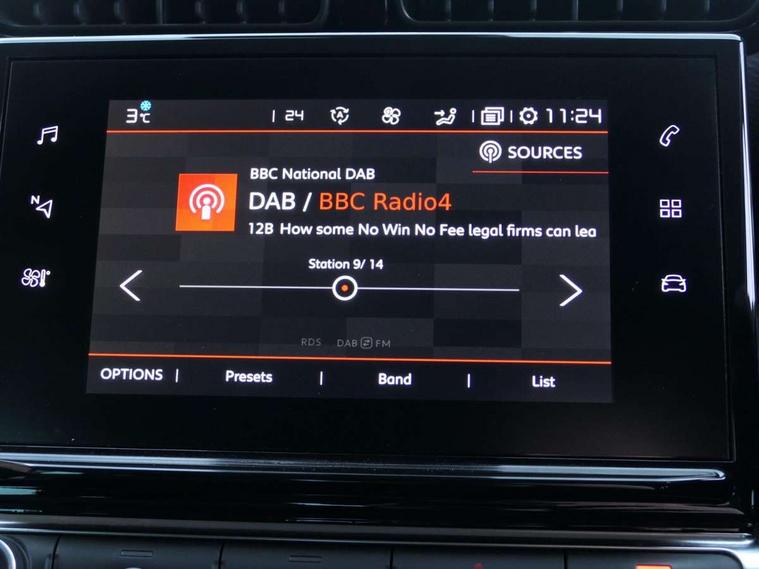 3°C | 24 A | | 11:24
SOURCES
BBC National DAB
DAB / BBC Radio4
12B How some No Win No Fee legal firms can lea
Station 9/ 14
N
RDS DAB FM
OPTIONS | Presets | Band | List